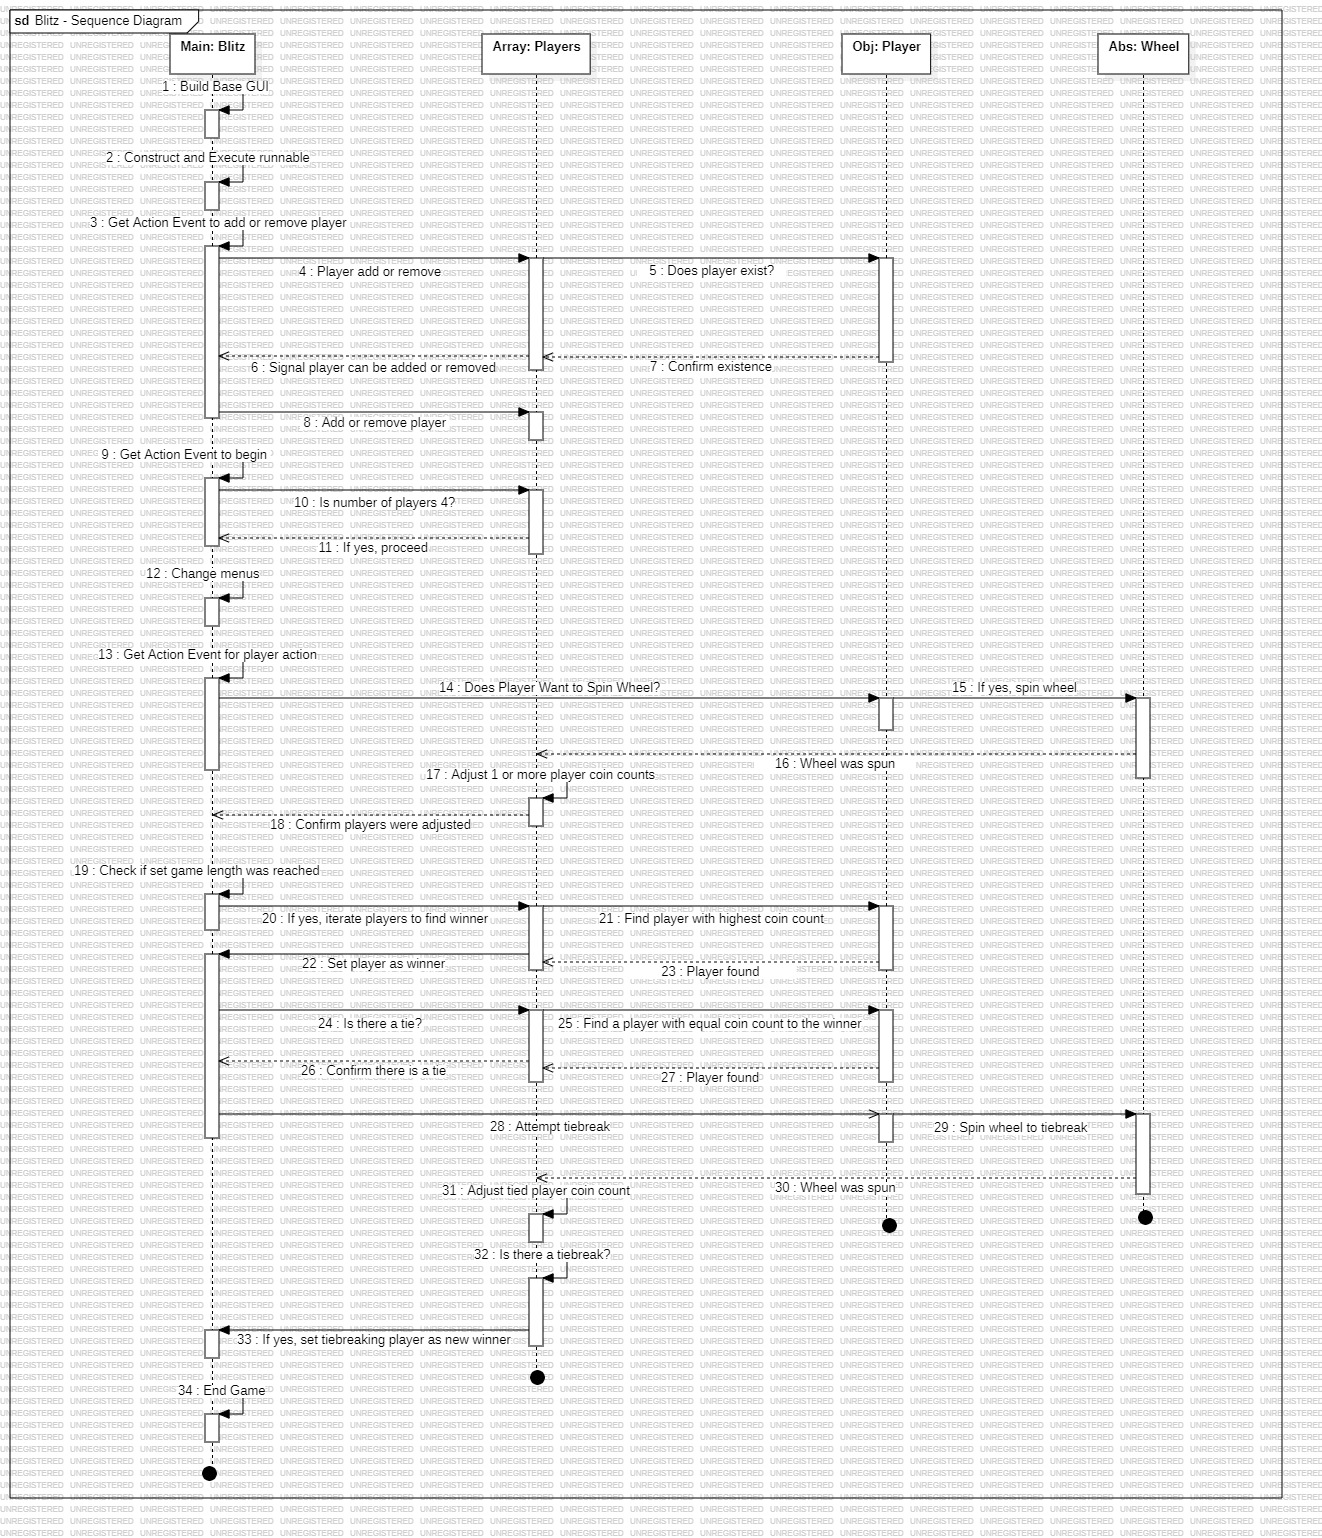 sd Blitz - Sequence Diagram
Main: Blitz
Array: Players
Obj: Player
Abs: Wheel
1 : Build Base GUI
2 : Construct and Execute runnable
3 : Get Action Event to add or remove player
4 : Player add or remove
5 : Does player exist?
6 : Signal player can be added or removed
7 : Confirm existence
8 : Add or remove player
9 : Get Action Event to begin
10 : Is number of players 4?
11 : If yes, proceed
12 : Change menus
13 : Get Action Event for player action
14 : Does Player Want to Spin Wheel?
15 : If yes, spin wheel
16 : Wheel was spun
17 : Adjust 1 or more player coin counts
18 : Confirm players were adjusted
19 : Check if set game length was reached
20 : If yes, iterate players to find winner
21 : Find player with highest coin count
22 : Set player as winner
23 : Player found
24 : Is there a tie?
25 : Find a player with equal coin count to the winner
26 : Confirm there is a tie
27 : Player found
28 : Attempt tiebreak
29 : Spin wheel to tiebreak
30 : Wheel was spun
31 : Adjust tied player coin count
32 : Is there a tiebreak?
33 : If yes, set tiebreaking player as new winner
34 : End Game
UNREGISTERED